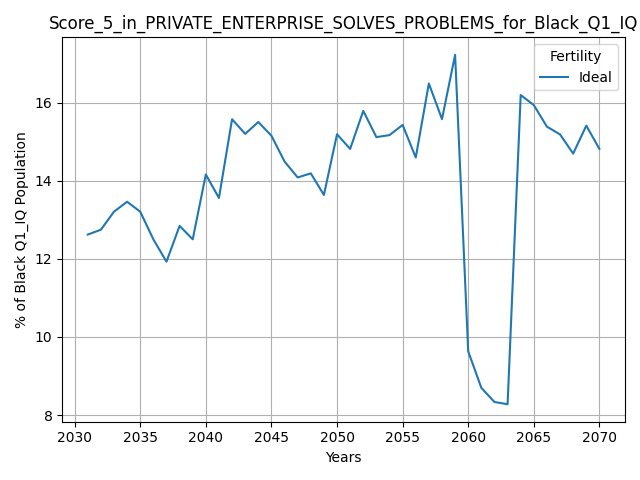 Score_5_in_PRIVATE_ENTERPRISE_SOLVES_PROBLEMS_for_Black_Q1_IQ
Fertility
Ideal
% of Black Q1_IQ Population
16
14
12
10
8
2030 2035 2040 2045 2050 2055 2060 2065 2070
Years